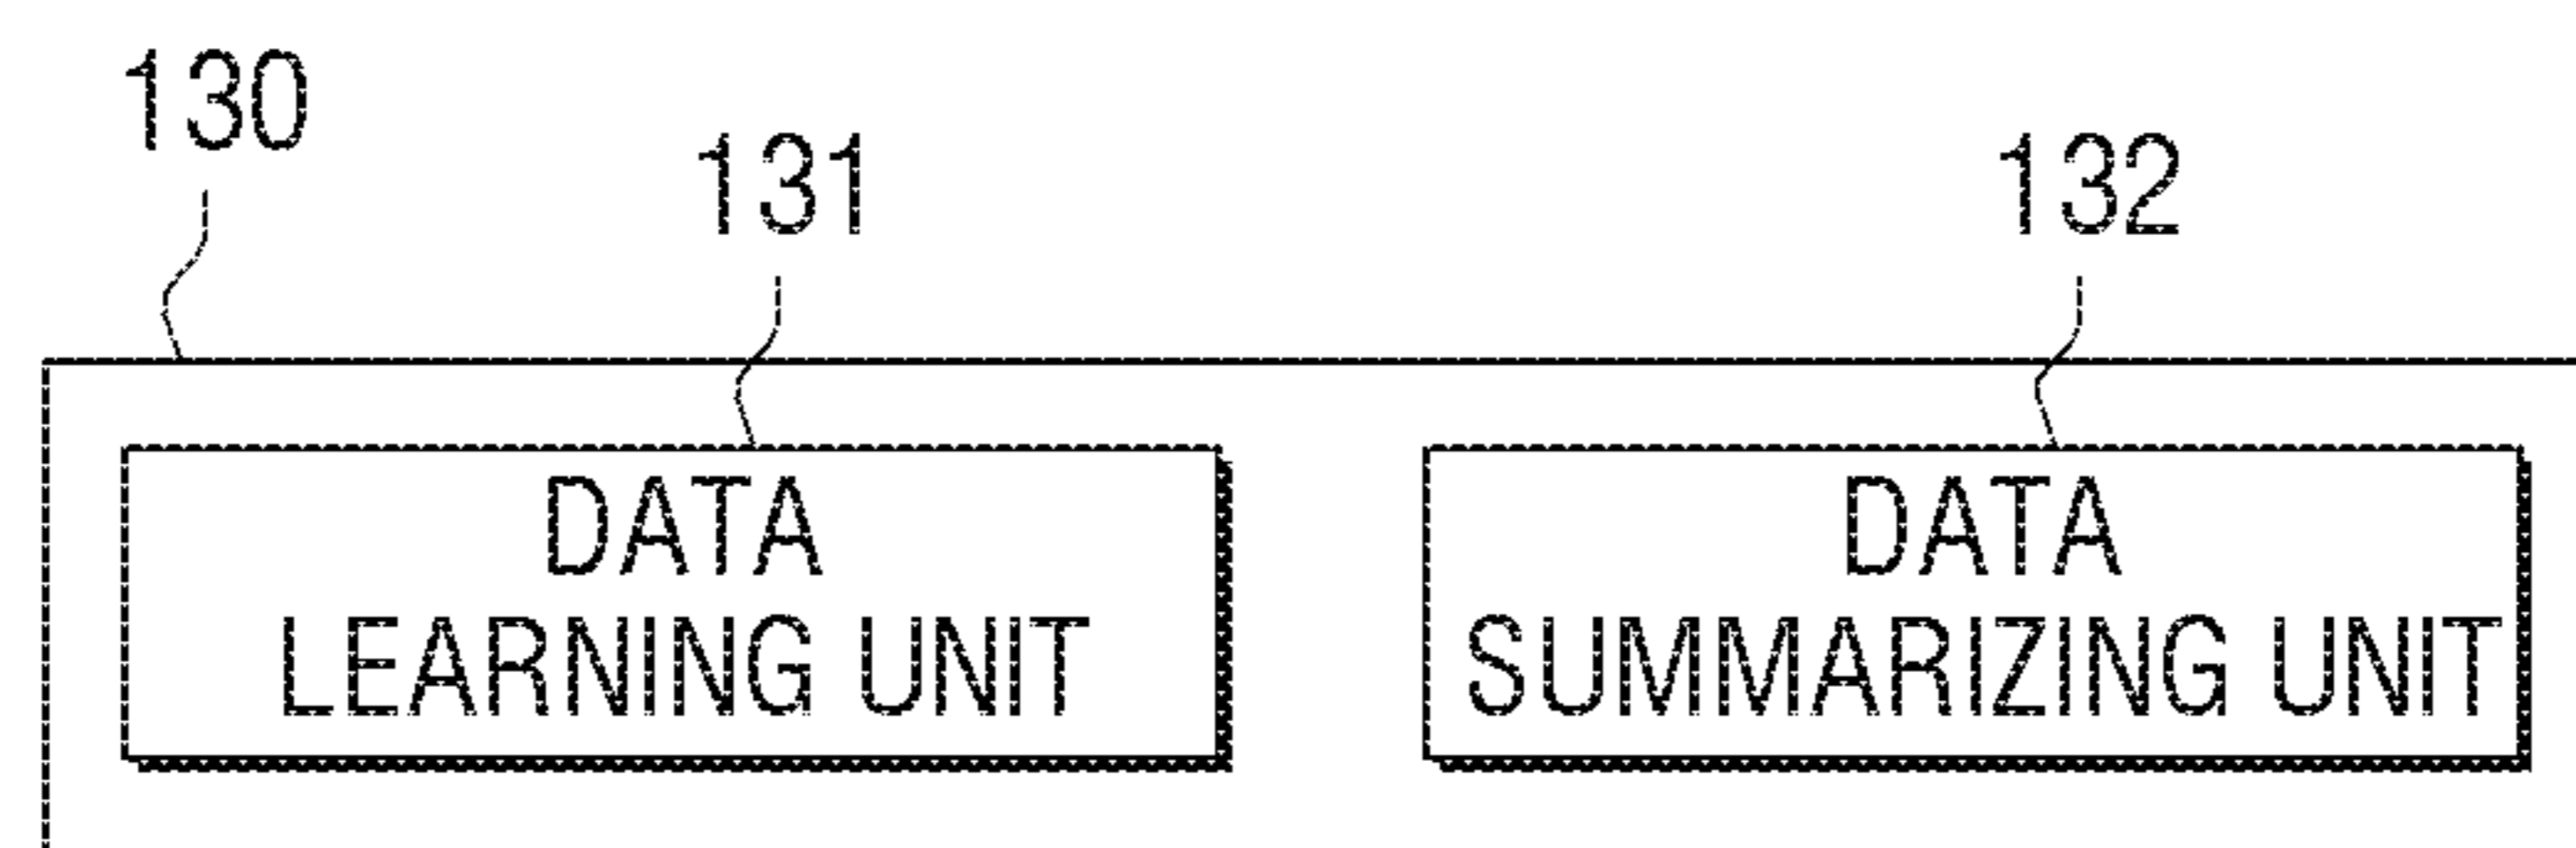 130
131
132
DATA
LEARNING UNIT
DATA
SUMMARIZING UNIT